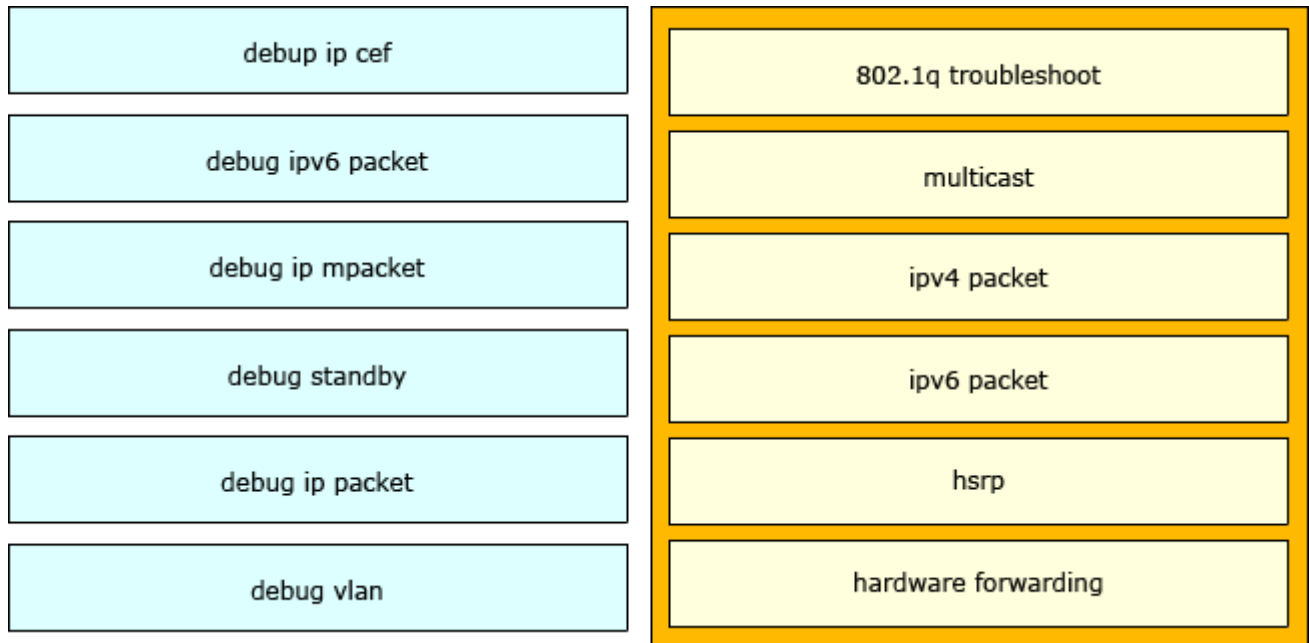 debup ip cef
debug ipv6 packet
debug ip mpacket
debug standby
debug ip packet
debug vlan
802.1q troubleshoot
multicast
ipv4 packet
ipv6 packet
hsrp
hardware forwarding